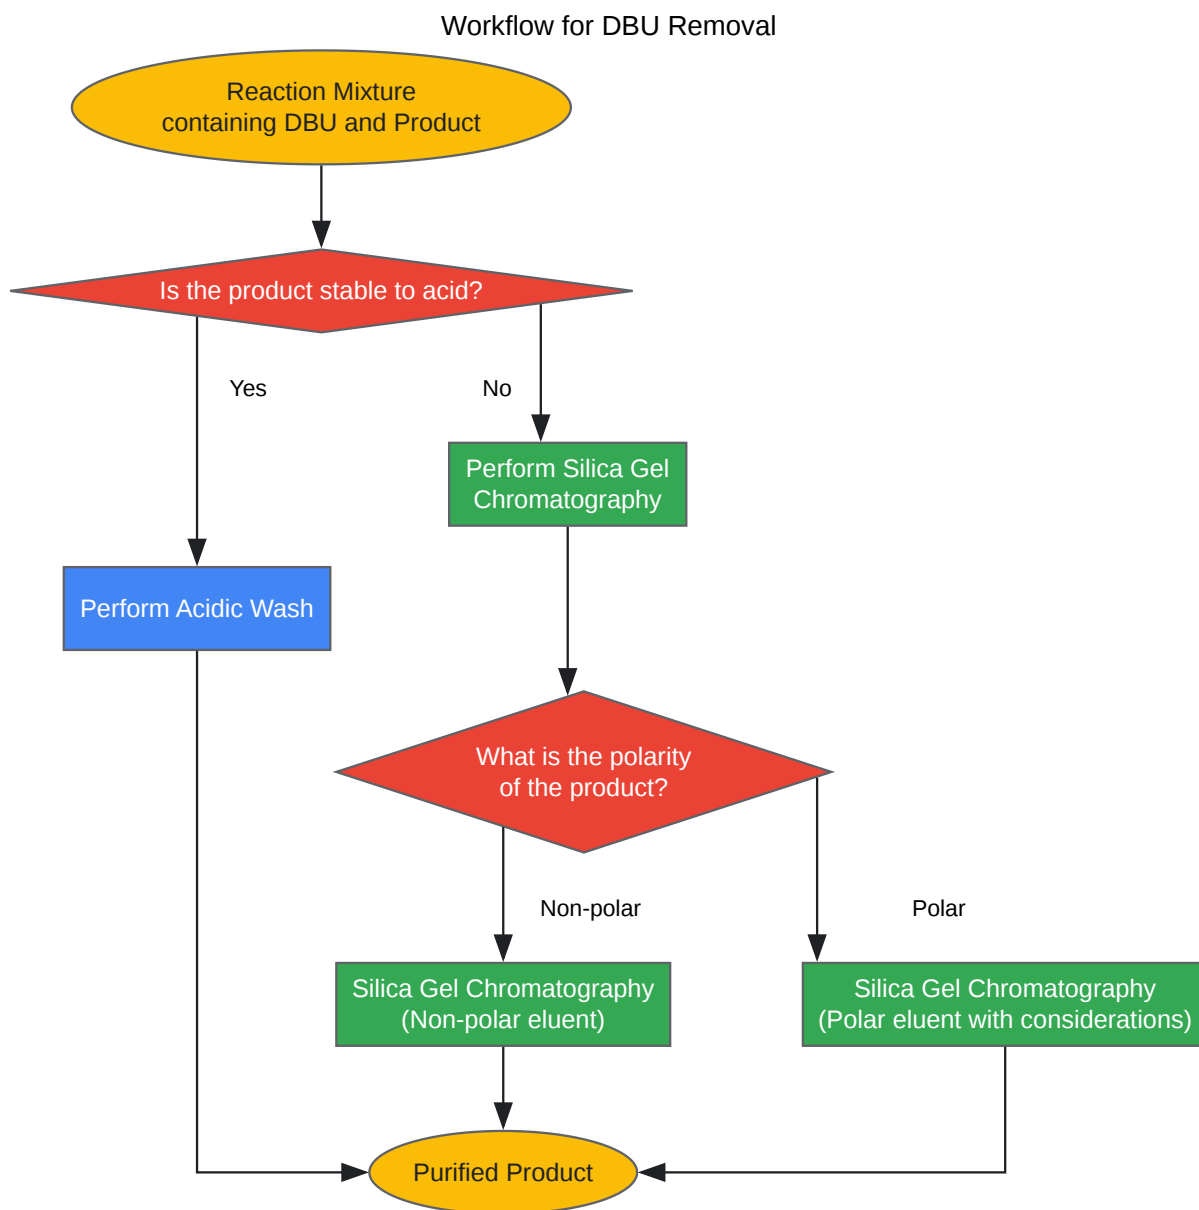 Workflow for DBU Removal
Reaction Mixture
containing DBU and Product
Is the product stable to acid?
Yes
No
Perform Silica Gel
Chromatography
Perform Acidic Wash
What is the polarity
of the product?
Non-polar
Polar
Silica Gel Chromatography
(Non-polar eluent)
Silica Gel Chromatography
(Polar eluent with considerations)
Purified Product